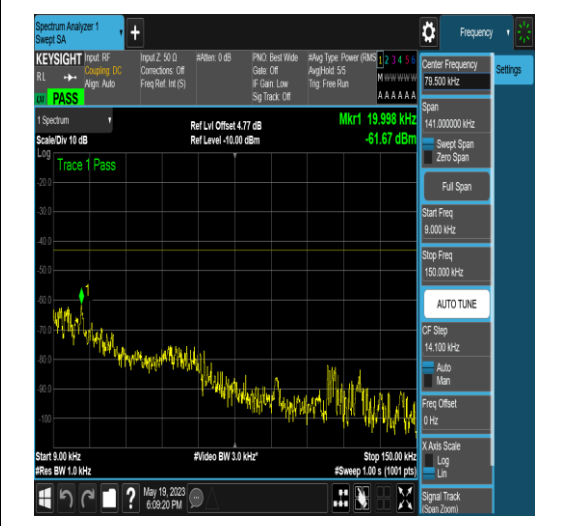 Spectrum Analyzer 1
Swept SA
+
Frequency
KEYSIGHT
RL
PASS
Input: RF
Coupling: DC
Align: Auto
Input Z: 50 Ω
Corrections: Off
Freq Ref: Int (S)
#Atten: 0 dB
PNO: Best Wide
Gate: Off
IF Gain: Low
Sig Track: Off
#Avg Type: Power (RMS
Avg|Hold: 5/5
Trig: Free Run
1 2 3 4 5 6
M W W W W W
A A A A A A
Center Frequency
79.500 kHz
Settings
1 Spectrum
Scale/Div 10 dB
Ref Lvl Offset 4.77 dB
Ref Level -10.00 dBm
Mkr1 19.998 kHz
-61.67 dBm
Log
Trace 1 Pass
-20.0
-30.0
-40.0
-50.0
-60.0
-70.0
-80.0
-90.0
-100
1
Start 9.00 kHz
#Res BW 1.0 kHz
#Video BW 3.0 kHz*
Stop 150.00 kHz
#Sweep 1.00 s (1001 pts)
Span
141.000000 kHz
Swept Span
Zero Span
Full Span
Start Freq
9.000 kHz
Stop Freq
150.000 kHz
AUTO TUNE
CF Step
14.100 kHz
Auto
Man
Freq Offset
0 Hz
X Axis Scale
Log
Lin
Signal Track
(Span Zoom)
?
May 19, 2023
6:09:20 PM